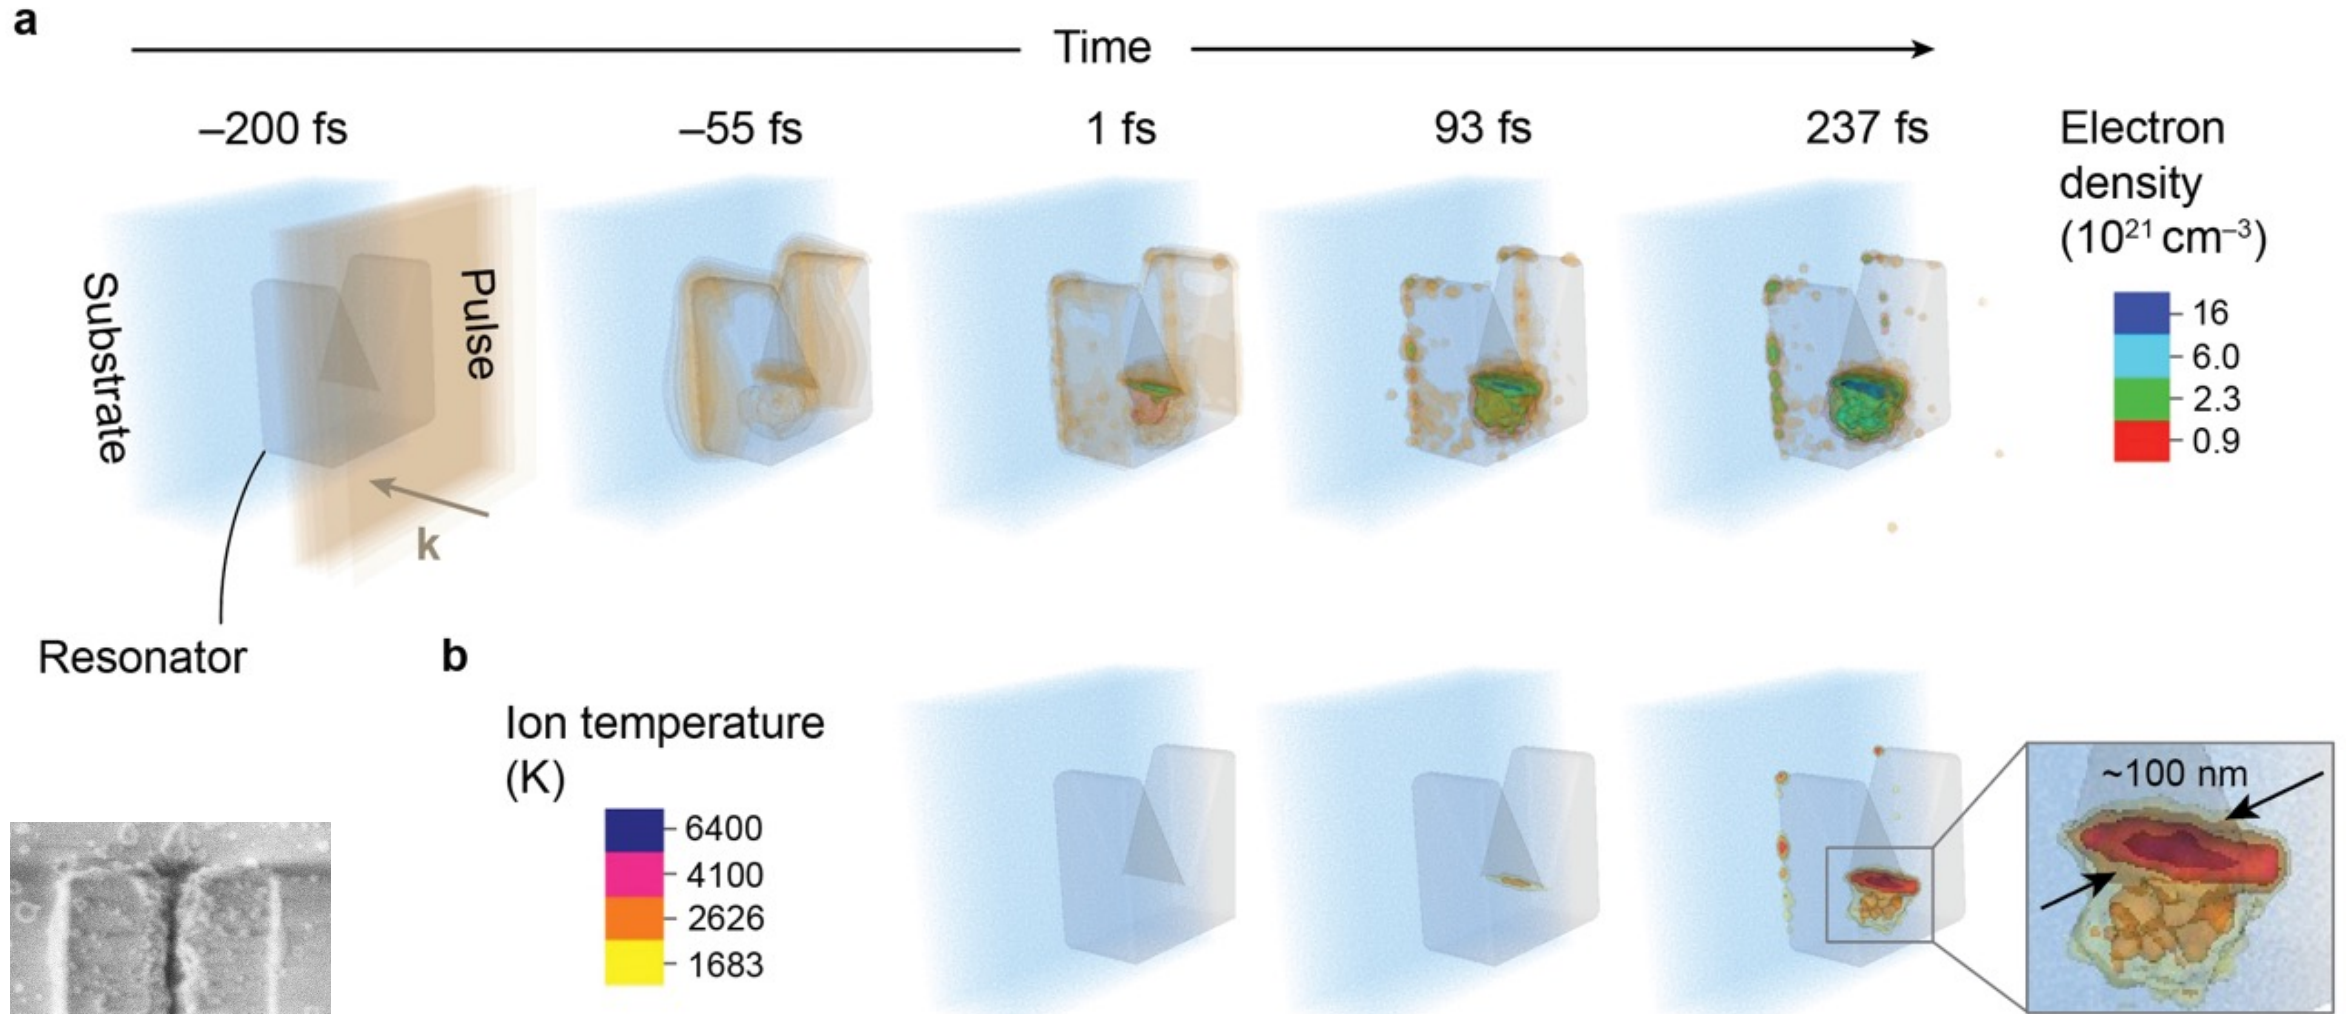 a
Time
–200 fs
–55 fs
1 fs
93 fs
237 fs
Electron
density
(10²¹ cm⁻³)
16
6.0
2.3
0.9
Substrate
Pulse
k
Resonator
b
Ion temperature
(K)
6400
4100
2626
1683
~100 nm